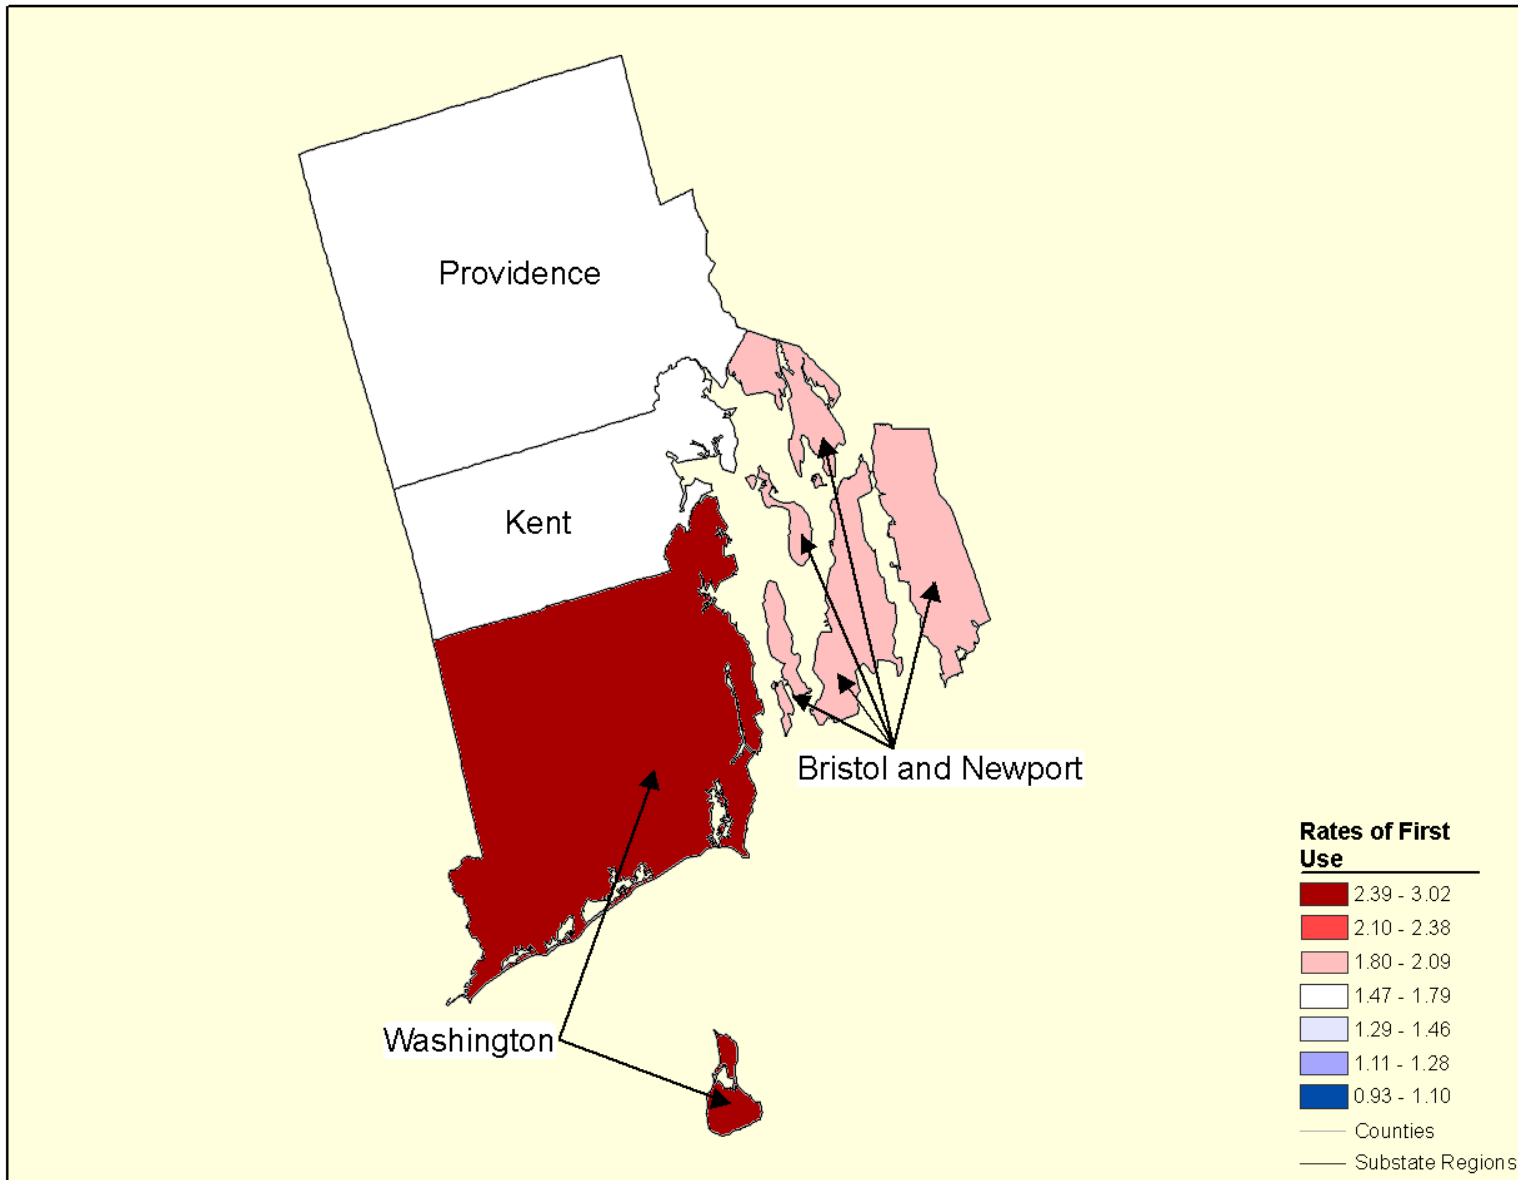 Providence
Kent
Bristol and Newport
Washington
Rates of First
Use
2.39 - 3.02
2.10 - 2.38
1.80 - 2.09
1.47 - 1.79
1.29 - 1.46
1.11 - 1.28
0.93 - 1.10
Counties
Substate Regions